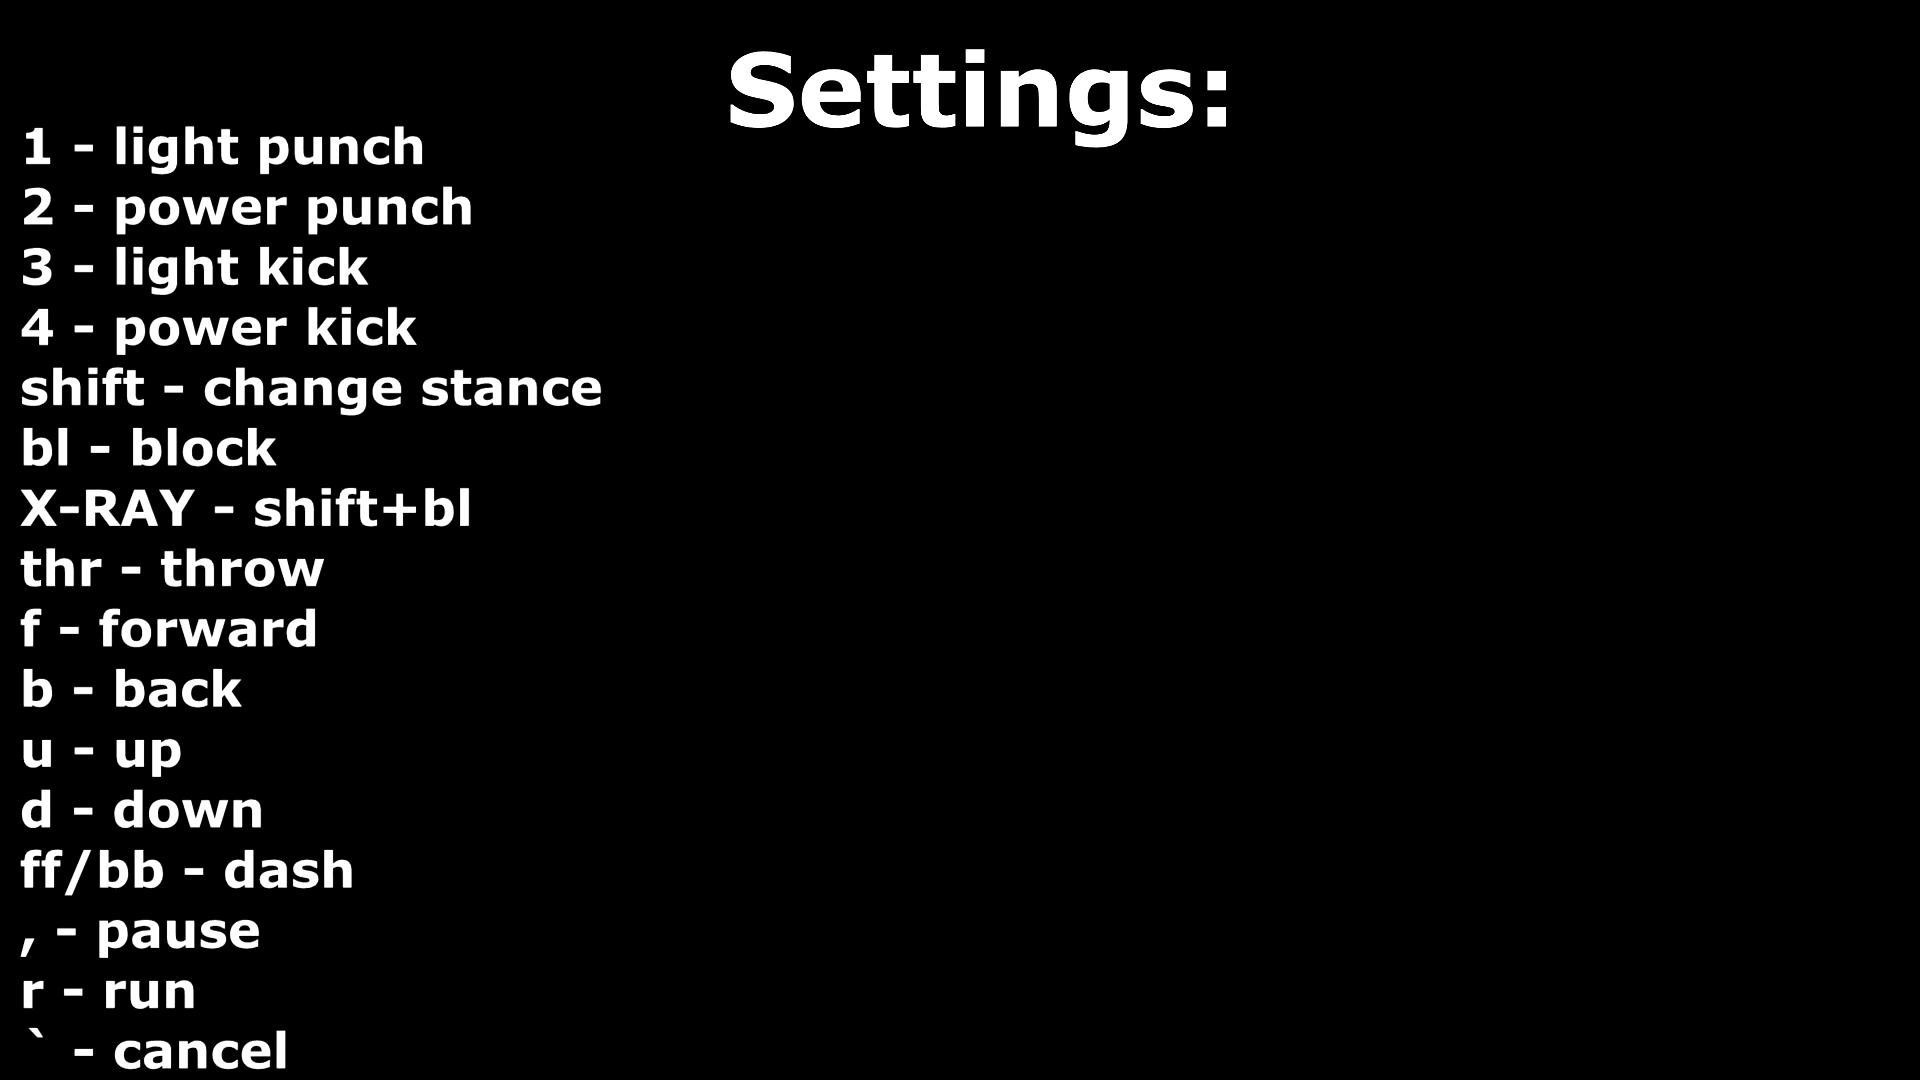 Settings:
1 - light punch
2 - power punch
3 - light kick
4 - power kick
shift - change stance
bl - block
X-RAY - shift+bl
thr - throw
f - forward
b - back
u - up
d - down
ff/bb - dash
, - pause
r - run
` - cancel